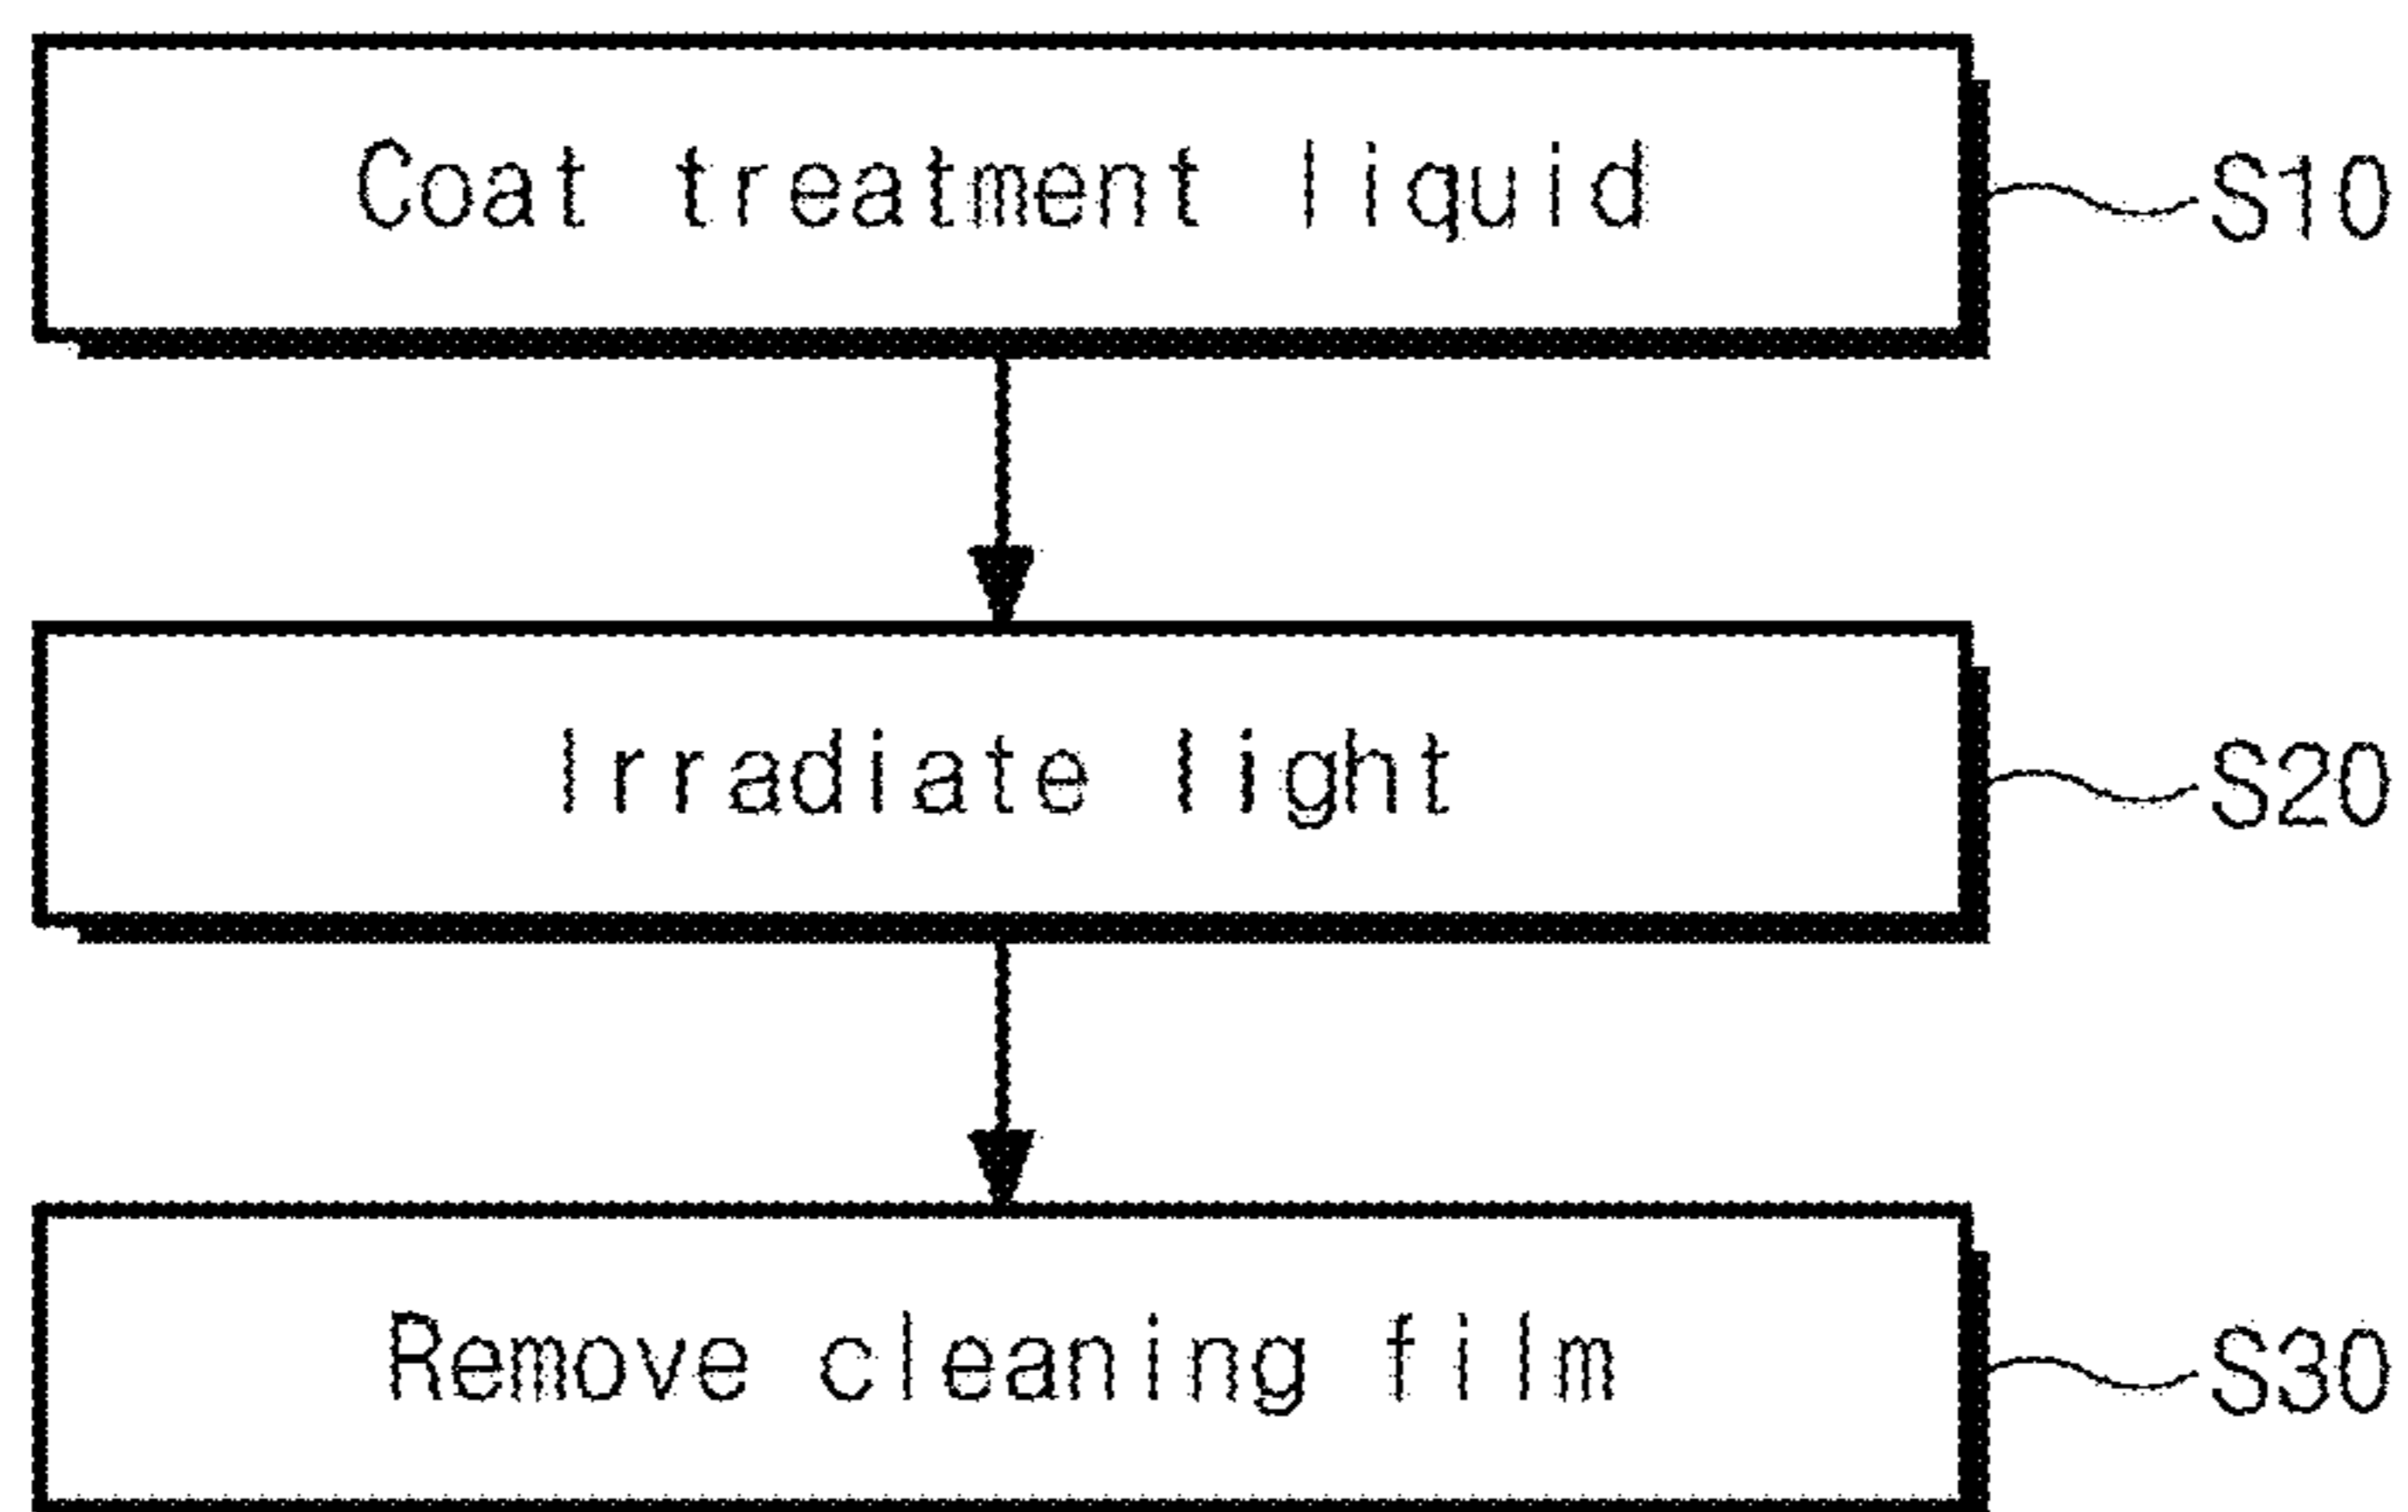 Coat treatment liquid
S10
Irradiate light
S20
Remove cleaning film
S30